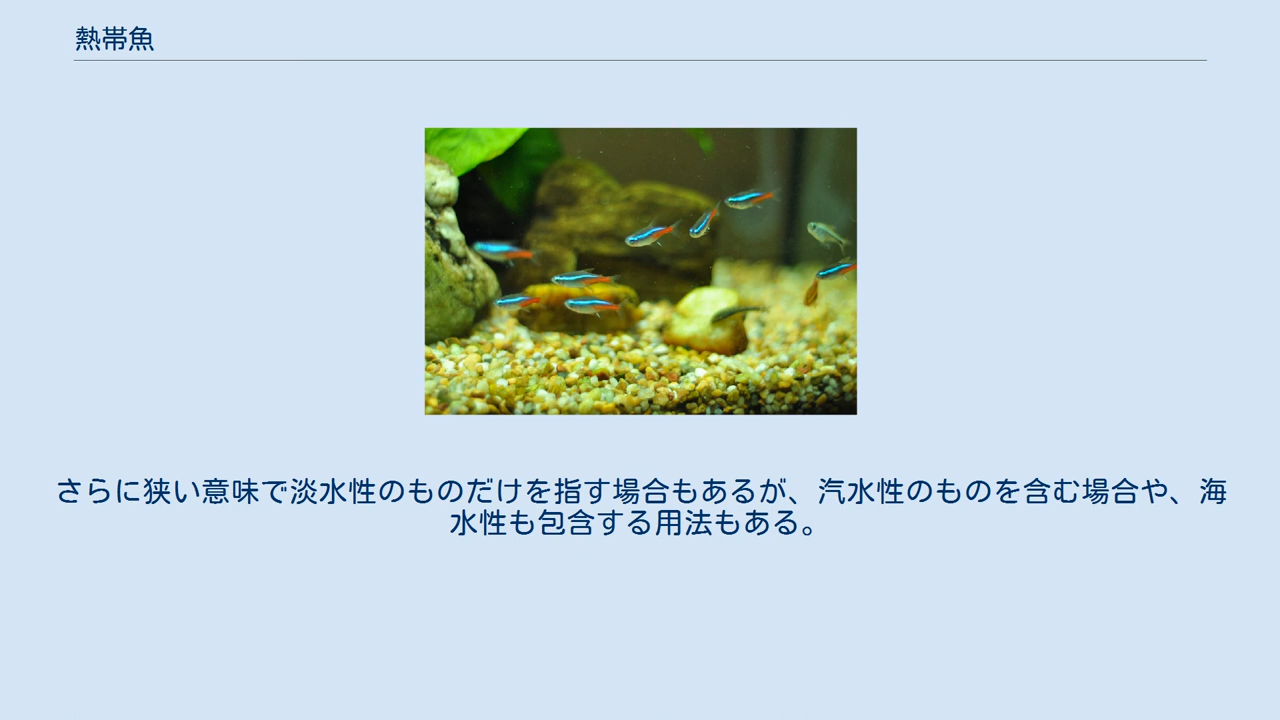 熱帯魚
さらに狭い意味で淡水性のものだけを指す場合もあるが、汽水性のものを含む場合や、海
水性も包含する用法もある。